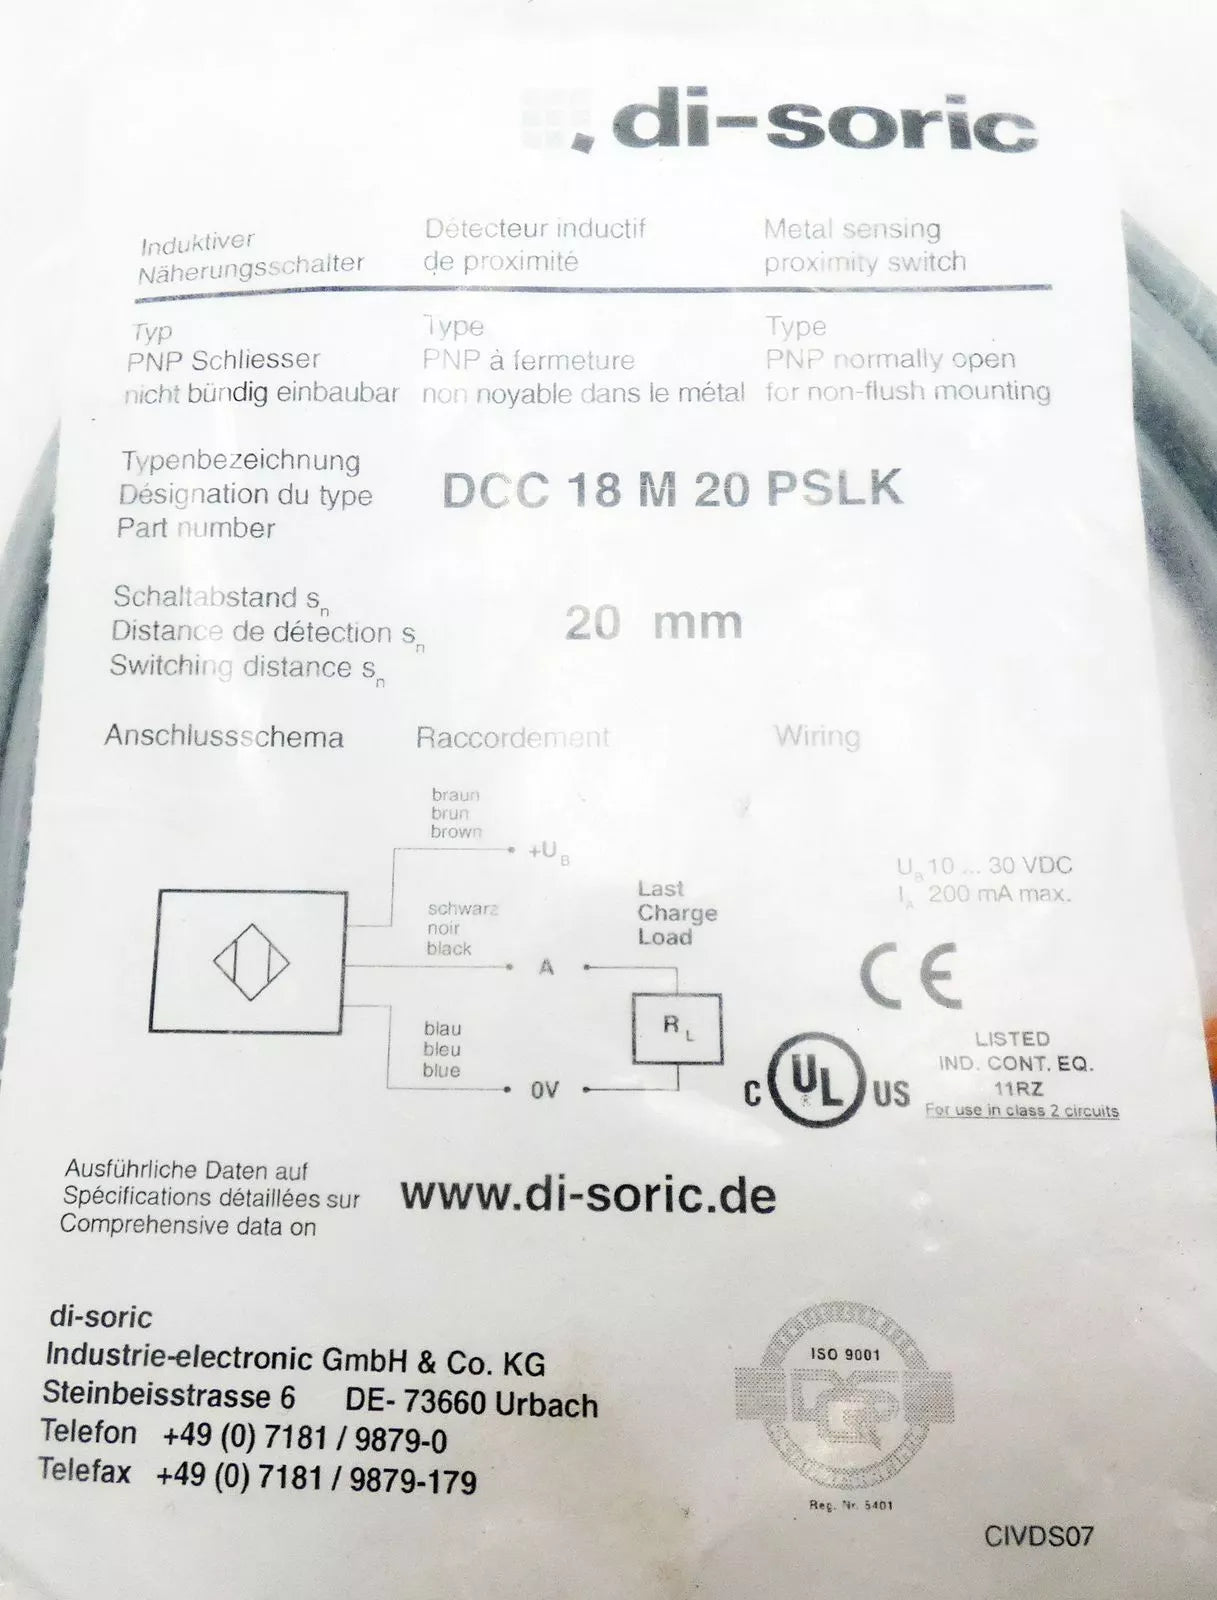 di-soric
Induktiver
Näherungsschalter
Détecteur inductif
de proximité
Metal sensing
proximity switch
Typ
PNP Schliesser
nicht bündig einbaubar
Type
PNP à fermeture
non noyable dans le métal
Type
PNP normally open
for non-flush mounting
Typenbezeichnung
Désignation du type
Part number
DCC 18 M 20 PSLK
Schaltabstand sn
Distance de détection sn
Switching distance sn
20 mm
Anschlussschema Raccordement Wiring
braun
brun
brown
+UB
schwarz
noir
black
A
blau
bleu
blue
0V
Last
Charge
Load
RL
UB 10 ... 30 VDC
IA 200 mA max.
CE
C UL US
®
LISTED
IND. CONT. EQ.
11RZ
For use in class 2 circuits
Ausführliche Daten auf
Spécifications détaillées sur
Comprehensive data on
www.di-soric.de
di-soric
Industrie-electronic GmbH & Co. KG
Steinbeisstrasse 6 DE- 73660 Urbach
Telefon +49 (0) 7181 / 9879-0
Telefax +49 (0) 7181 / 9879-179
ISO 9001
Reg. Nr. 5401
CIVDS07